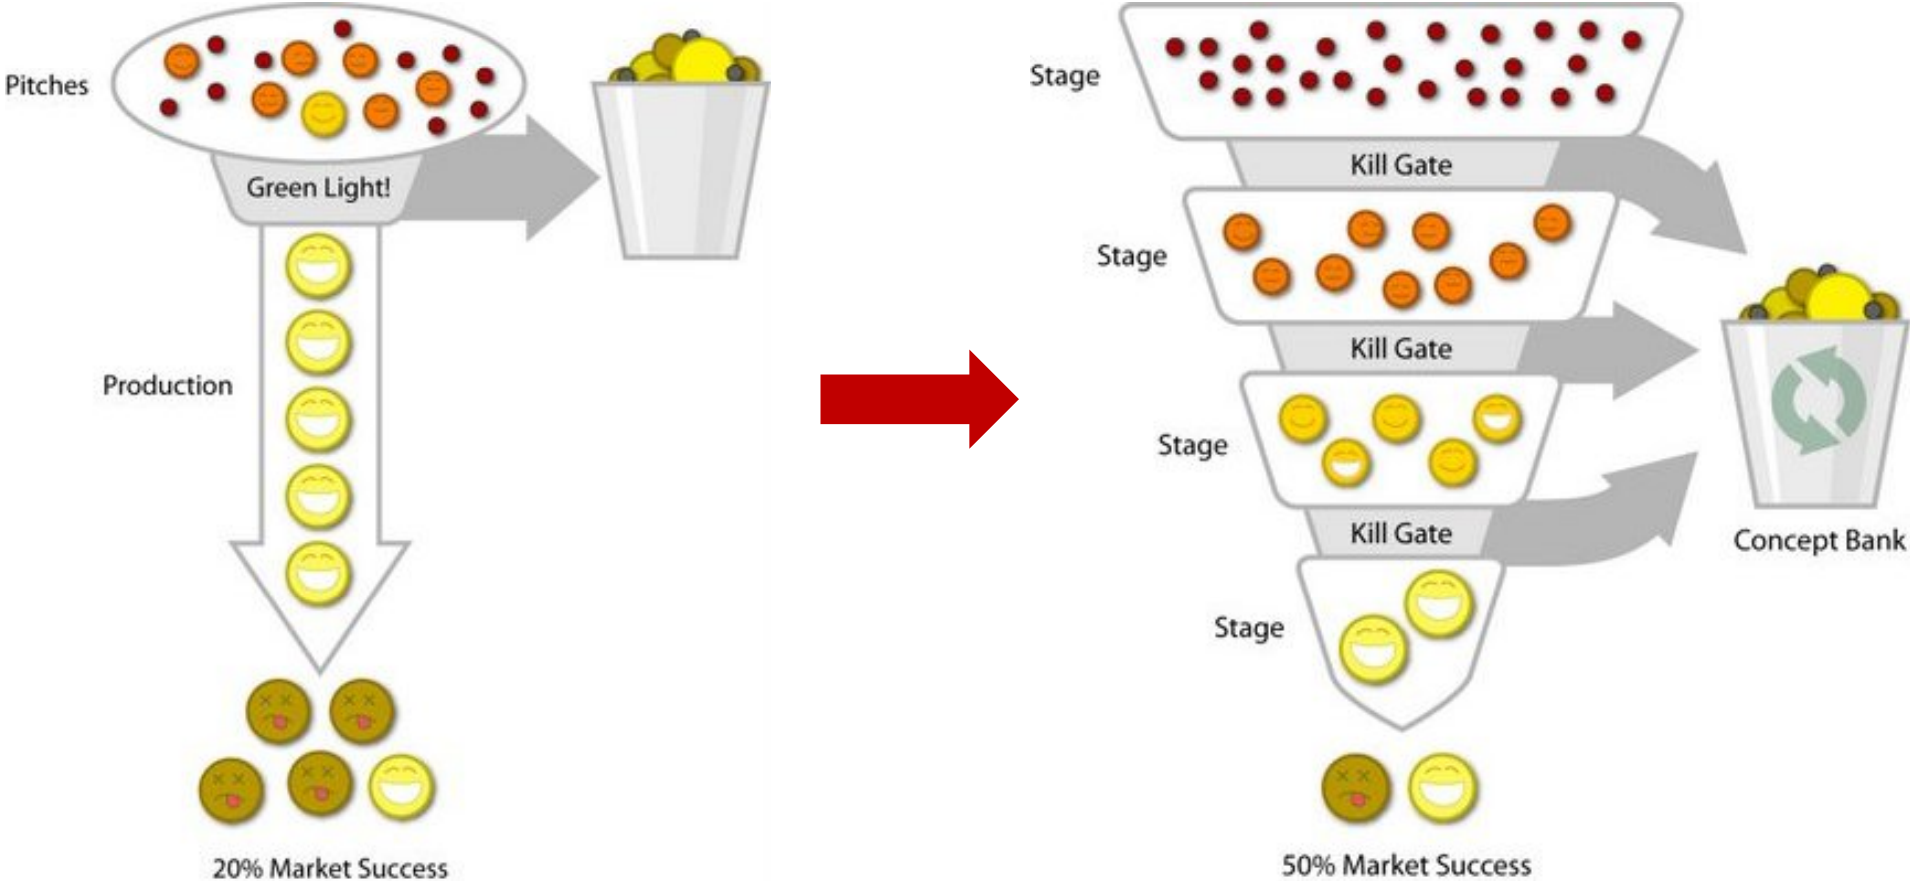 Pitches
Green Light!
Production
20% Market Success
Stage
Kill Gate
Stage
Kill Gate
Stage
Kill Gate
Concept Bank
Stage
50% Market Success